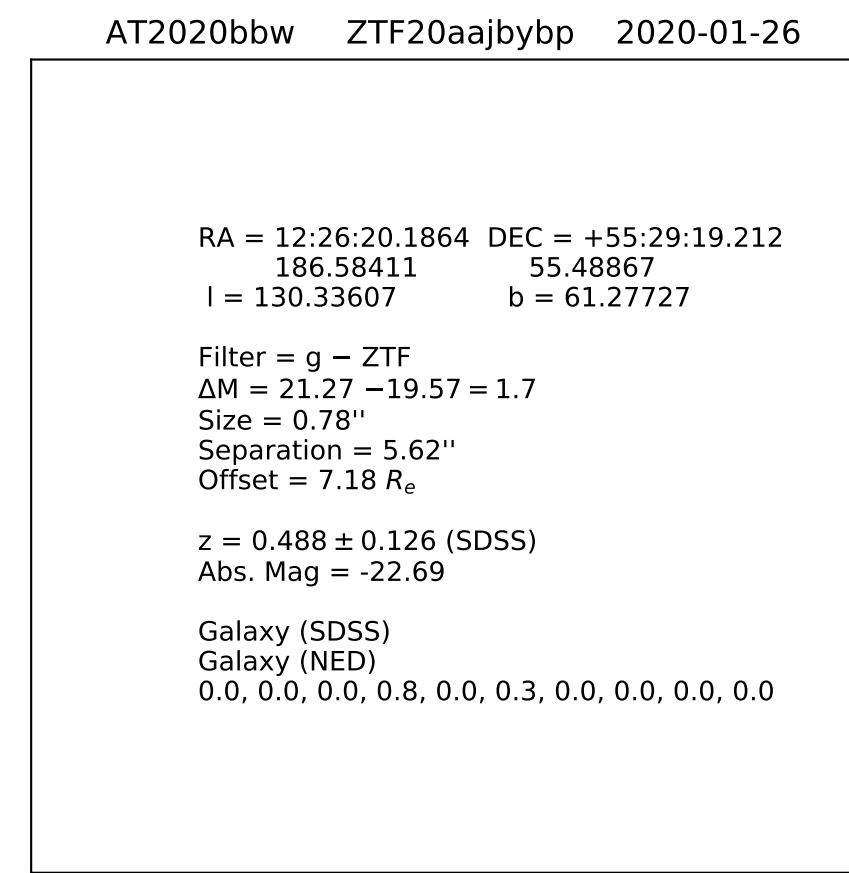 AT2020bbw ZTF20aajbybp 2020-01-26
RA = 12:26:20.1864 DEC = +55:29:19.212
186.58411 55.48867
l = 130.33607 b = 61.27727
Filter = g − ZTF
ΔM = 21.27 −19.57 = 1.7
Size = 0.78''
Separation = 5.62''
Offset = 7.18 Rₑ
z = 0.488 ± 0.126 (SDSS)
Abs. Mag = -22.69
Galaxy (SDSS)
Galaxy (NED)
0.0, 0.0, 0.0, 0.8, 0.0, 0.3, 0.0, 0.0, 0.0, 0.0